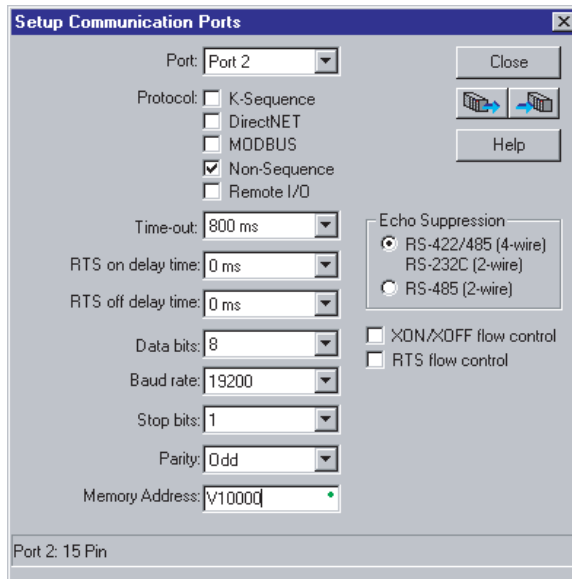 Setup Communication Ports
Port: Port 2
Close
Protocol: K-Sequence
DirectNET
MODBUS
Non-Sequence
Remote I/O
Help
Time-out: 800 ms
RTS on delay time: 0 ms
RTS off delay time: 0 ms
Data bits: 8
Baud rate: 19200
Stop bits: 1
Parity: Odd
Memory Address: V10000
Echo Suppression
RS-422/485 (4-wire)
RS-232C (2-wire)
RS-485 (2-wire)
XON/XOFF flow control
RTS flow control
Port 2: 15 Pin